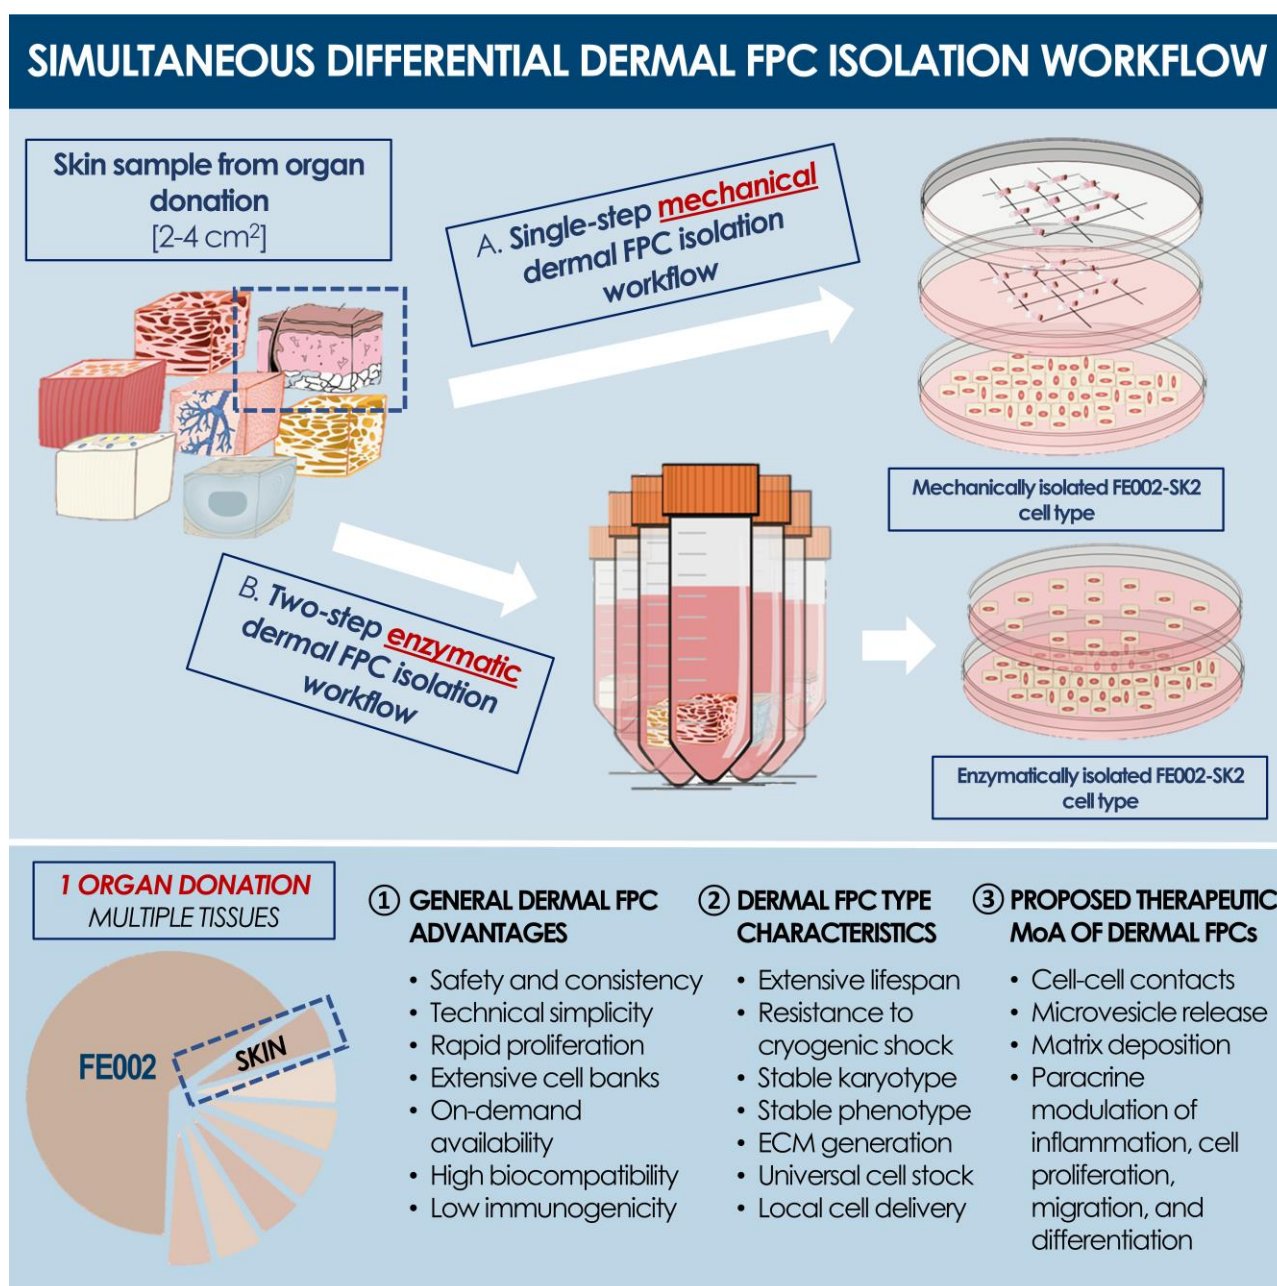 SIMULTANEOUS DIFFERENTIAL DERMAL FPC ISOLATION WORKFLOW
Skin sample from organ
donation
[2-4 cm²]
A. Single-step mechanical
dermal FPC isolation
workflow
Mechanically isolated FE002-SK2
cell type
B. Two-step enzymatic
dermal FPC isolation
workflow
Enzymatically isolated FE002-SK2
cell type
1 ORGAN DONATION
MULTIPLE TISSUES
FE002
SKIN
① GENERAL DERMAL FPC
ADVANTAGES
• Safety and consistency
• Technical simplicity
• Rapid proliferation
• Extensive cell banks
• On-demand
availability
• High biocompatibility
• Low immunogenicity
② DERMAL FPC TYPE
CHARACTERISTICS
• Extensive lifespan
• Resistance to
cryogenic shock
• Stable karyotype
• Stable phenotype
• ECM generation
• Universal cell stock
• Local cell delivery
③ PROPOSED THERAPEUTIC
MoA OF DERMAL FPCs
• Cell-cell contacts
• Microvesicle release
• Matrix deposition
• Paracrine
modulation of
inflammation, cell
proliferation,
migration, and
differentiation